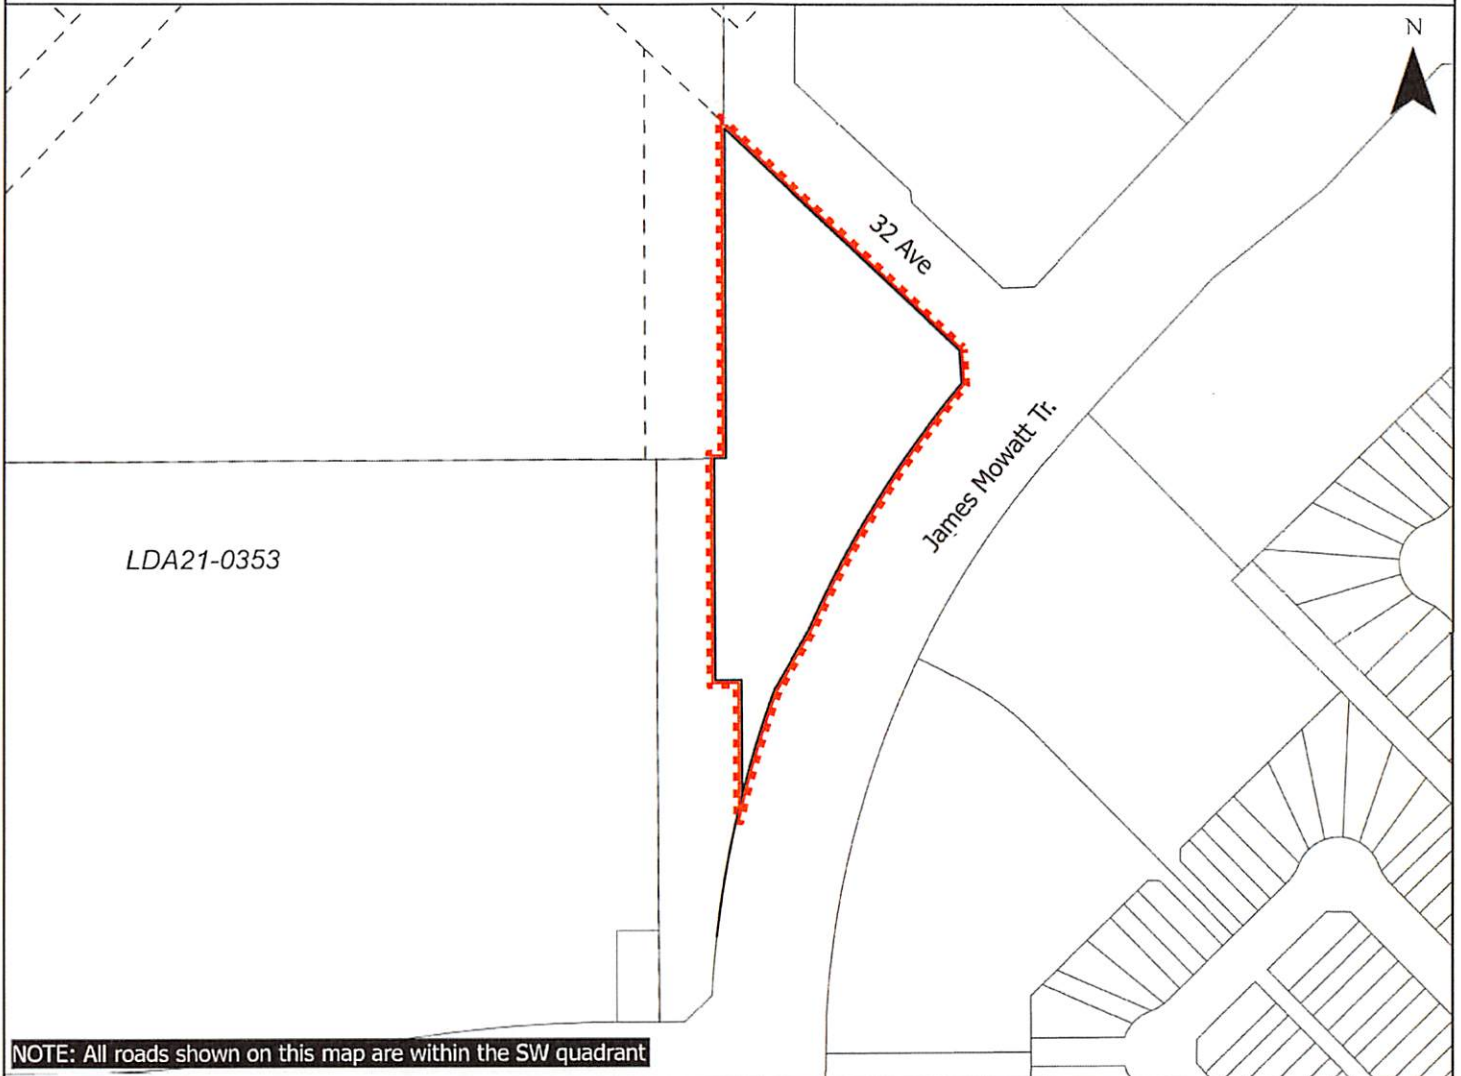 N
32 Ave
James Mowatt Tr.
LDA21-0353
NOTE: All roads shown on this map are within the SW quadrant